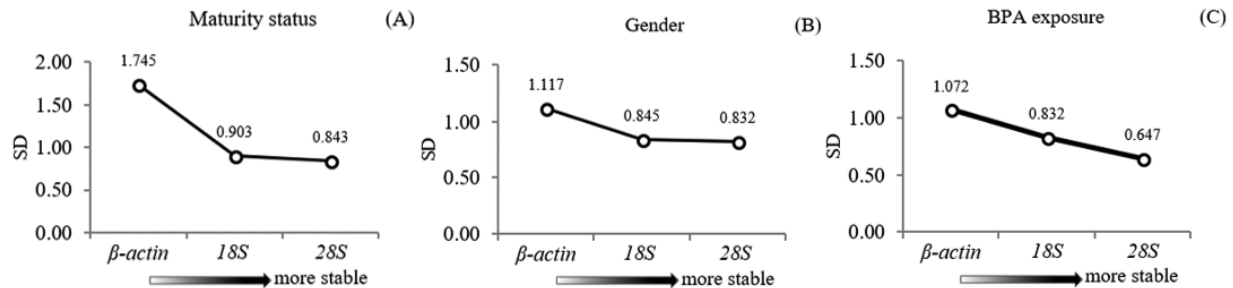 Maturity status (A)
2.00
1.50
1.00
0.50
0.00
SD
1.745
0.903
0.843
β-actin 18S 28S
more stable
Gender (B)
1.50
1.00
0.50
0.00
SD
1.117
0.845
0.832
β-actin 18S 28S
more stable
BPA exposure (C)
1.50
1.00
0.50
0.00
SD
1.072
0.832
0.647
β-actin 18S 28S
more stable